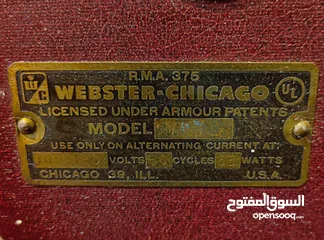 R.M.A. 375
WEBSTER-CHICAGO
UL
LICENSED UNDER ARMOUR PATENTS
MODEL
USE ONLY ON ALTERNATING CURRENT AT:
VOLTS CYCLES WATTS
CHICAGO 39, ILL. U.S.A.
السوق المفتوح
opensooq.com